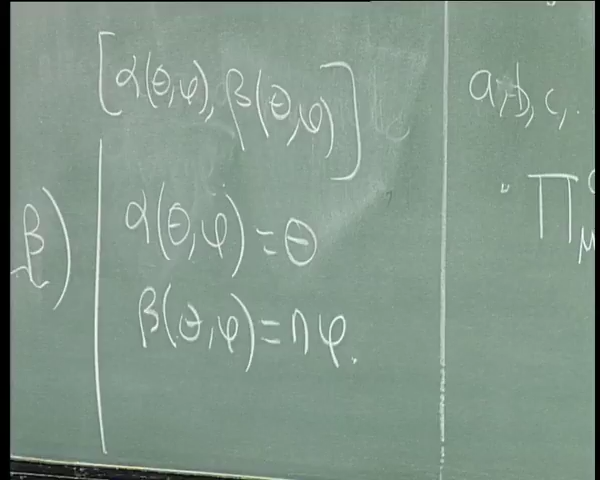 [α(θ,φ), β(θ,φ)]
β)
α(θ,φ) = θ
β(θ,φ) = nφ.
a, b, c,
" Π
μ